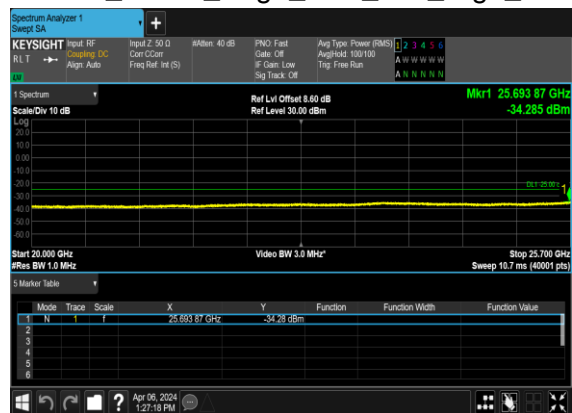 Spectrum Analyzer 1
Swept SA
+
KEYSIGHT Input: RF Input Z: 50 Ω #Atten: 40 dB PNO: Fast Avg Type: Power (RMS) 1 2 3 4 5 6
RLT Coupling: DC Corr CCorr Gate: Off Avg|Hold: 100/100 A W W W W W
Align: Auto Freq Ref: Int (S) IF Gain: Low Trig: Free Run A N N N N N
Sig Track: Off
1 Spectrum Ref Lvl Offset 8.60 dB Mkr1 25.693 87 GHz
Scale/Div 10 dB Ref Level 30.00 dBm -34.285 dBm
Log
20.0
10.0
0.00
-10.0
-20.0
-30.0
-40.0
-50.0
-60.0
1
Start 20.000 GHz Video BW 3.0 MHz* Stop 25.700 GHz
#Res BW 1.0 MHz Sweep 10.7 ms (40001 pts)
5 Marker Table
Mode Trace Scale X Y Function Function Width Function Value
1 N 1 f 25.693 87 GHz -34.28 dBm
2
3
4
5
6
? Apr 06, 2024
1:27:18 PM